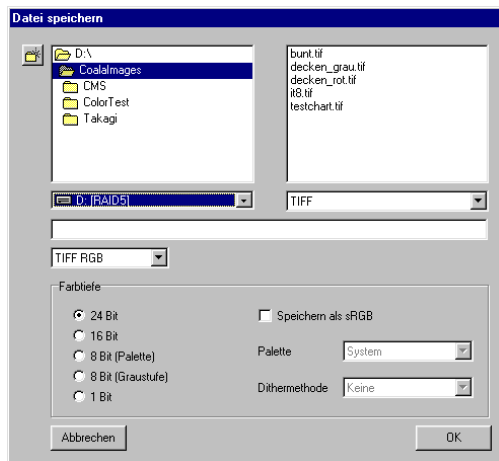 Datei speichern
D:\
CoalaImages
CMS
ColorTest
Takagi
bunt.tif
decken_grau.tif
decken_rot.tif
it8.tif
testchart.tif
D: [RAID5]
TIFF
TIFF RGB
Farbtiefe
24 Bit
16 Bit
8 Bit (Palette)
8 Bit (Graustufe)
1 Bit
Speichern als sRGB
Palette
System
Dithermethode
Keine
Abbrechen
OK